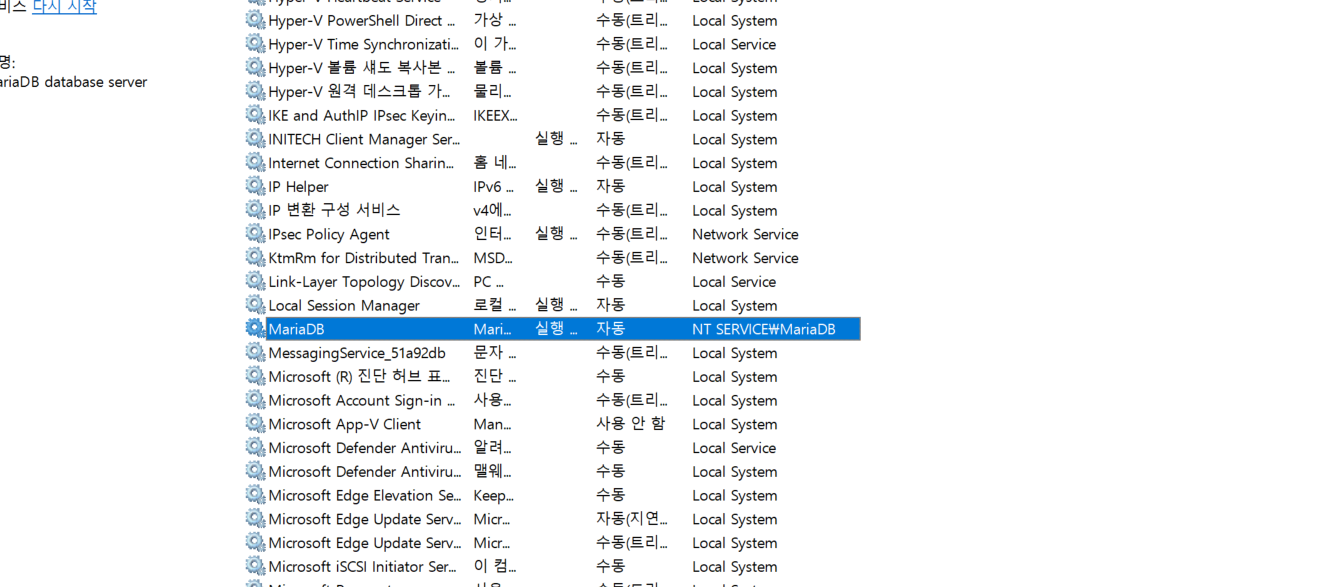 비스 다시 시작
명:
ariaDB database server
Hyper-V PowerShell Direct ... 가상 ... 수동(트리... Local System
Hyper-V Time Synchronizati... 이 가... 수동(트리... Local Service
Hyper-V 볼륨 섀도 복사본 ... 볼륨 ... 수동(트리... Local System
Hyper-V 원격 데스크톱 가... 물리... 수동(트리... Local System
IKE and AuthIP IPsec Keyin... IKEEX... 수동(트리... Local System
INITECH Client Manager Ser... 실행 ... 자동 Local System
Internet Connection Sharin... 홈 네... 수동(트리... Local System
IP Helper IPv6 ... 실행 ... 자동 Local System
IP 변환 구성 서비스 v4에... 수동(트리... Local System
IPsec Policy Agent 인터... 실행 ... 수동(트리... Network Service
KtmRm for Distributed Tran... MSD... 수동(트리... Network Service
Link-Layer Topology Discov... PC ... 수동 Local Service
Local Session Manager 로컬 ... 실행 ... 자동 Local System
MariaDB Mari... 실행 ... 자동 NT SERVICE₩MariaDB
MessagingService_51a92db 문자 ... 수동(트리... Local System
Microsoft (R) 진단 허브 표... 진단 ... 수동 Local System
Microsoft Account Sign-in ... 사용... 수동(트리... Local System
Microsoft App-V Client Man... 사용 안 함 Local System
Microsoft Defender Antiviru... 알려... 수동 Local Service
Microsoft Defender Antiviru... 맬웨... 수동 Local System
Microsoft Edge Elevation Se... Keep... 수동 Local System
Microsoft Edge Update Serv... Micr... 자동(지연... Local System
Microsoft Edge Update Serv... Micr... 수동(트리... Local System
Microsoft iSCSI Initiator Ser... 이 컴... 수동 Local System